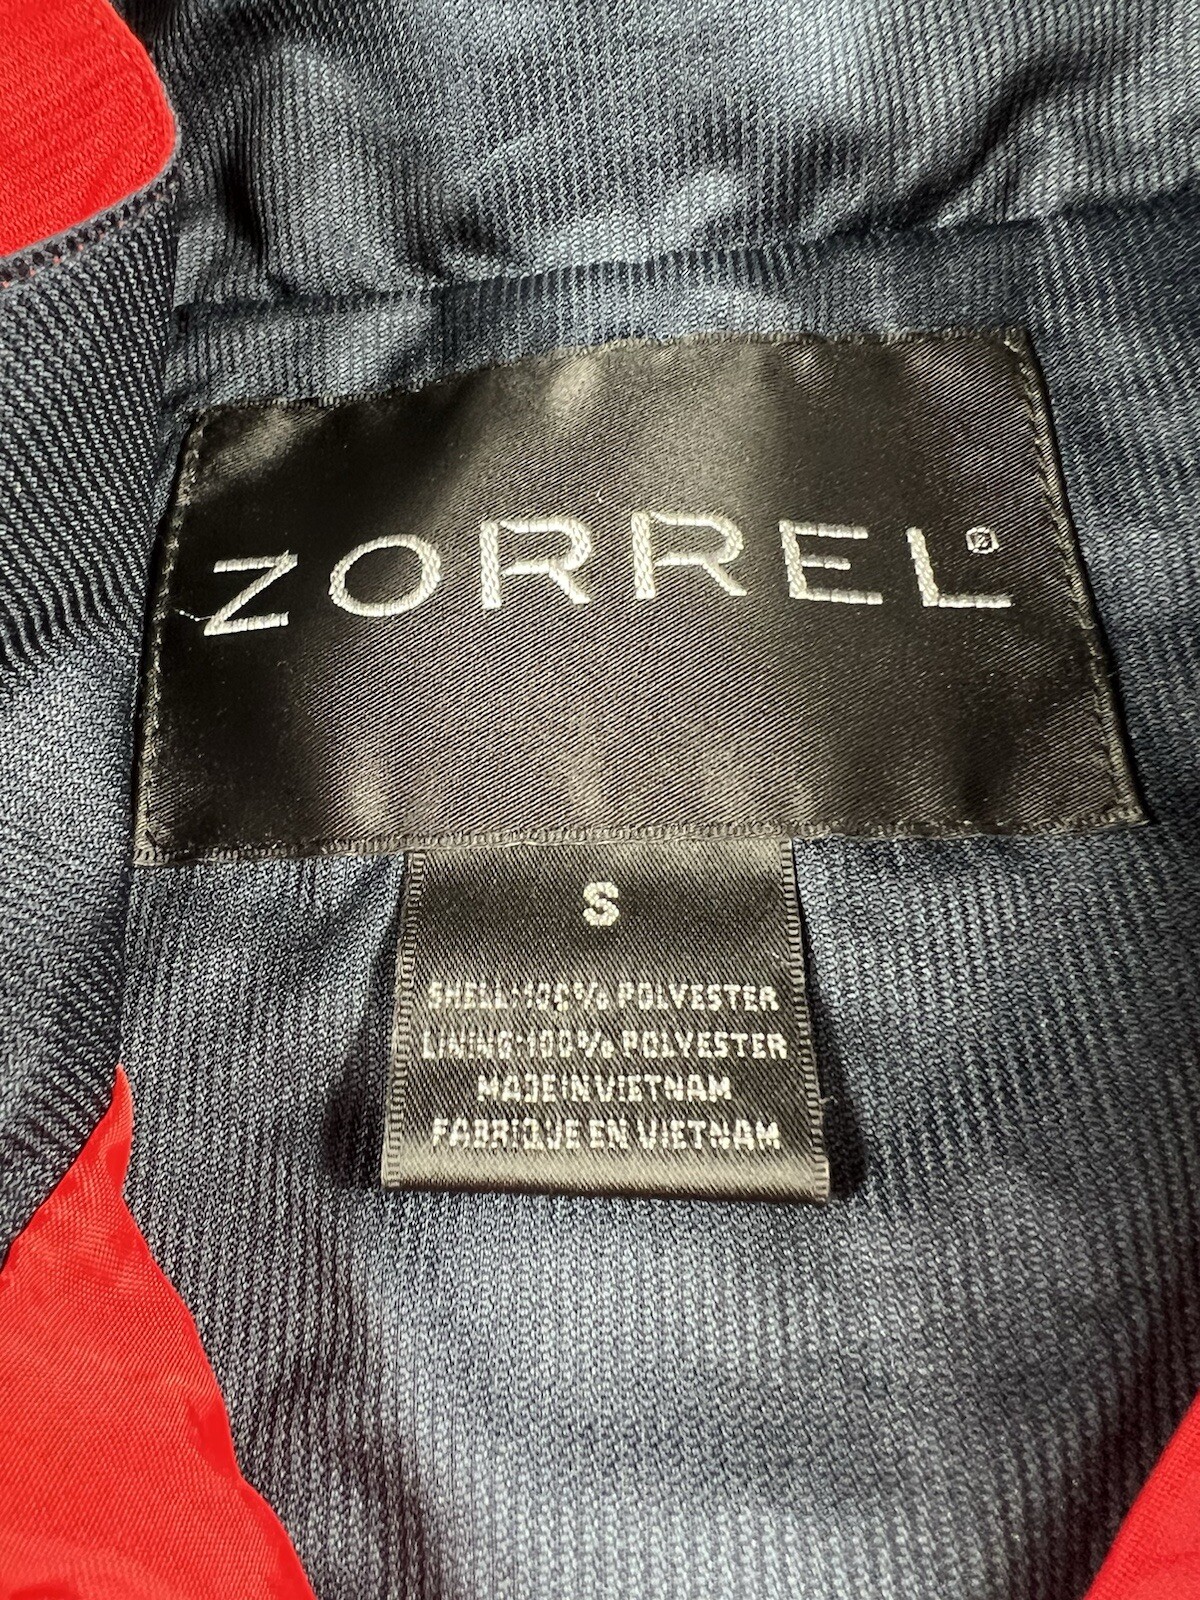 ZORREL®
S
SHELL:100% POLYESTER
LINING:100% POLYESTER
MADE IN VIETNAM
FABRIQUE EN VIETNAM